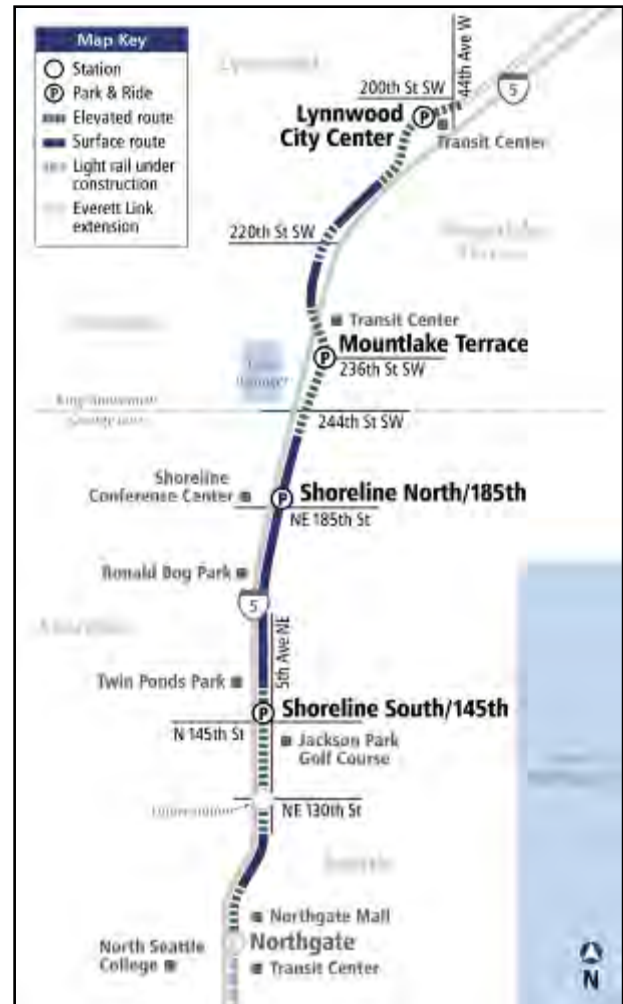 Map Key
Station
P Park & Ride
Elevated route
Surface route
Light rail under
construction
Everett Link
extension
44th Ave W
200th St SW
5
Lynnwood
City Center
P
Transit Center
220th St SW
Transit Center
P
Mountlake Terrace
236th St SW
244th St SW
Shoreline
Conference Center
P
Shoreline North/185th
NE 185th St
Ronald Bog Park
5
5th Ave NE
Twin Ponds Park
P
Shoreline South/145th
N 145th St
Jackson Park
Golf Course
NE 130th St
Northgate Mall
Northgate
North Seattle
College
Transit Center
N